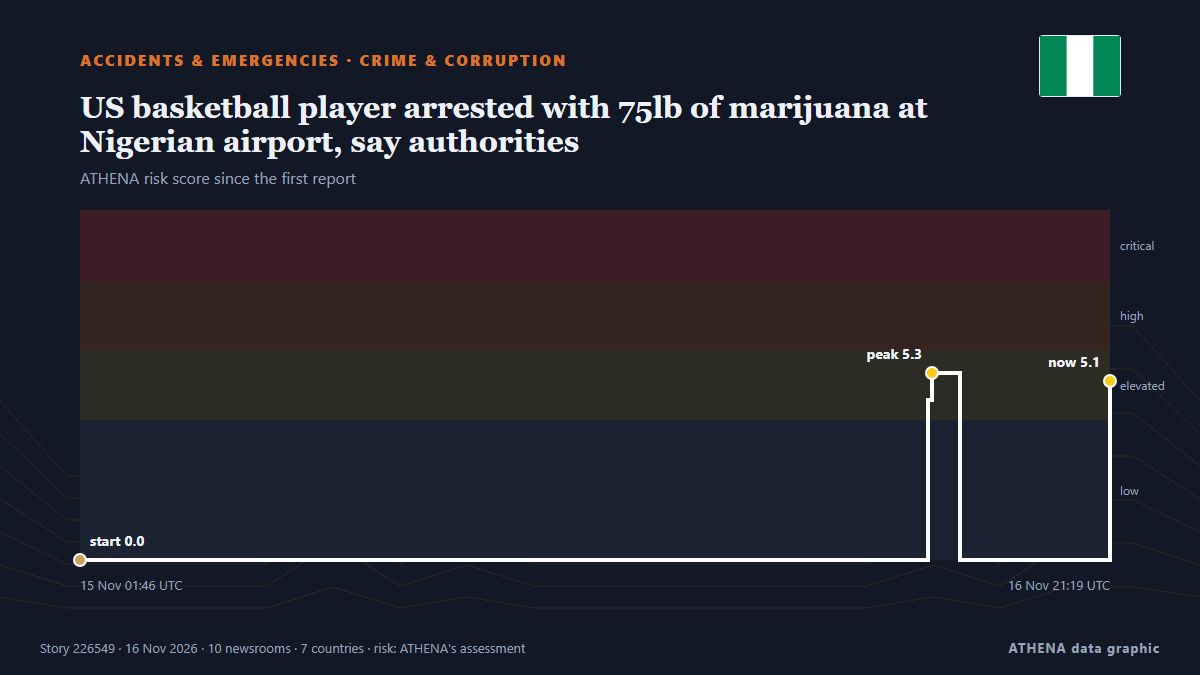 ACCIDENTS & EMERGENCIES · CRIME & CORRUPTION
US basketball player arrested with 75lb of marijuana at
Nigerian airport, say authorities
ATHENA risk score since the first report
critical
high
peak 5.3
now 5.1
elevated
low
start 0.0
15 Nov 01:46 UTC
16 Nov 21:19 UTC
Story 226549 · 16 Nov 2026 · 10 newsrooms · 7 countries · risk: ATHENA's assessment
ATHENA data graphic